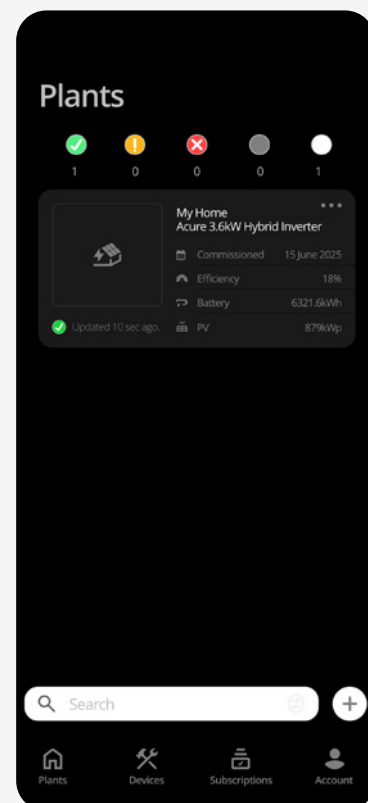 Plants
1 0 0 0 1
My Home
Acure 3.6kW Hybrid Inverter
Commissioned 15 June 2025
Efficiency 18%
Battery 6321.6kWh
Updated 10 sec ago. PV 879kWp
Search
Plants Devices Subscriptions Account